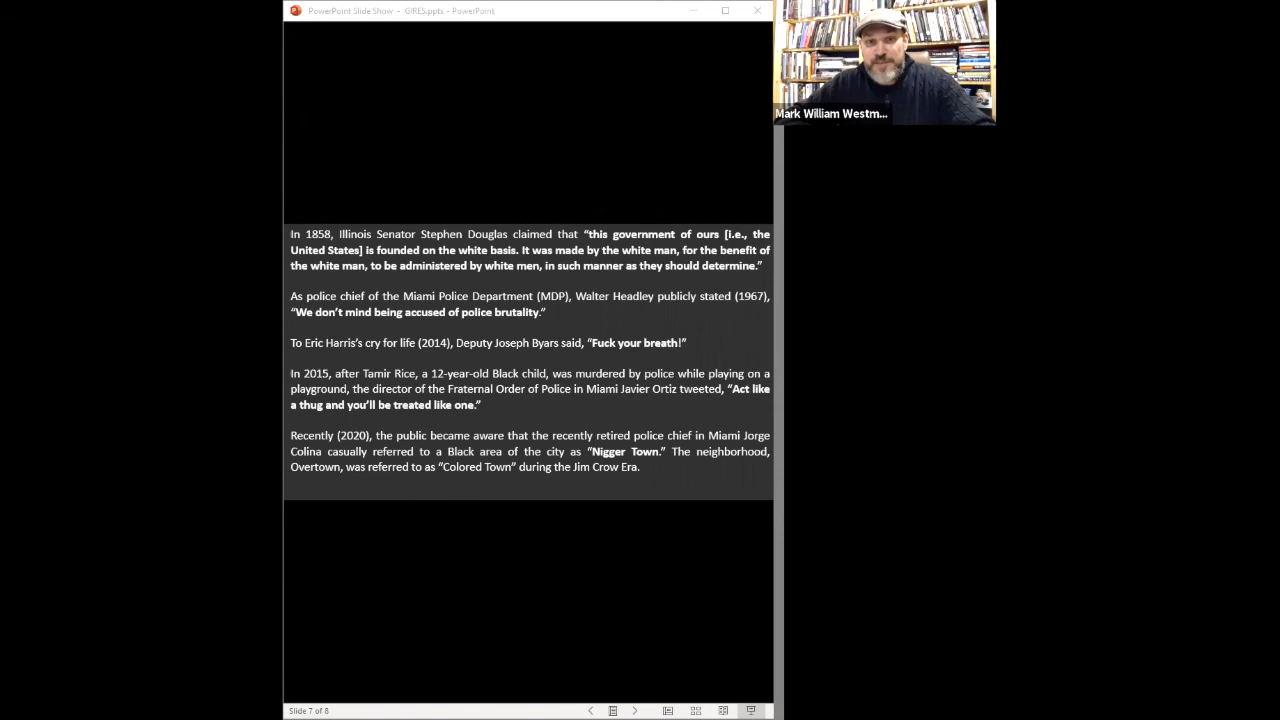 PowerPoint Slide Show - GIRES.pptx - PowerPoint
Mark William Westm...
In 1858, Illinois Senator Stephen Douglas claimed that “this government of ours [i.e., the
United States] is founded on the white basis. It was made by the white man, for the benefit of
the white man, to be administered by white men, in such manner as they should determine.”
As police chief of the Miami Police Department (MDP), Walter Headley publicly stated (1967),
“We don’t mind being accused of police brutality.”
To Eric Harris’s cry for life (2014), Deputy Joseph Byars said, “Fuck your breath!”
In 2015, after Tamir Rice, a 12-year-old Black child, was murdered by police while playing on a
playground, the director of the Fraternal Order of Police in Miami Javier Ortiz tweeted, “Act like
a thug and you’ll be treated like one.”
Recently (2020), the public became aware that the recently retired police chief in Miami Jorge
Colina casually referred to a Black area of the city as “Nigger Town.” The neighborhood,
Overtown, was referred to as “Colored Town” during the Jim Crow Era.
Slide 7 of 8